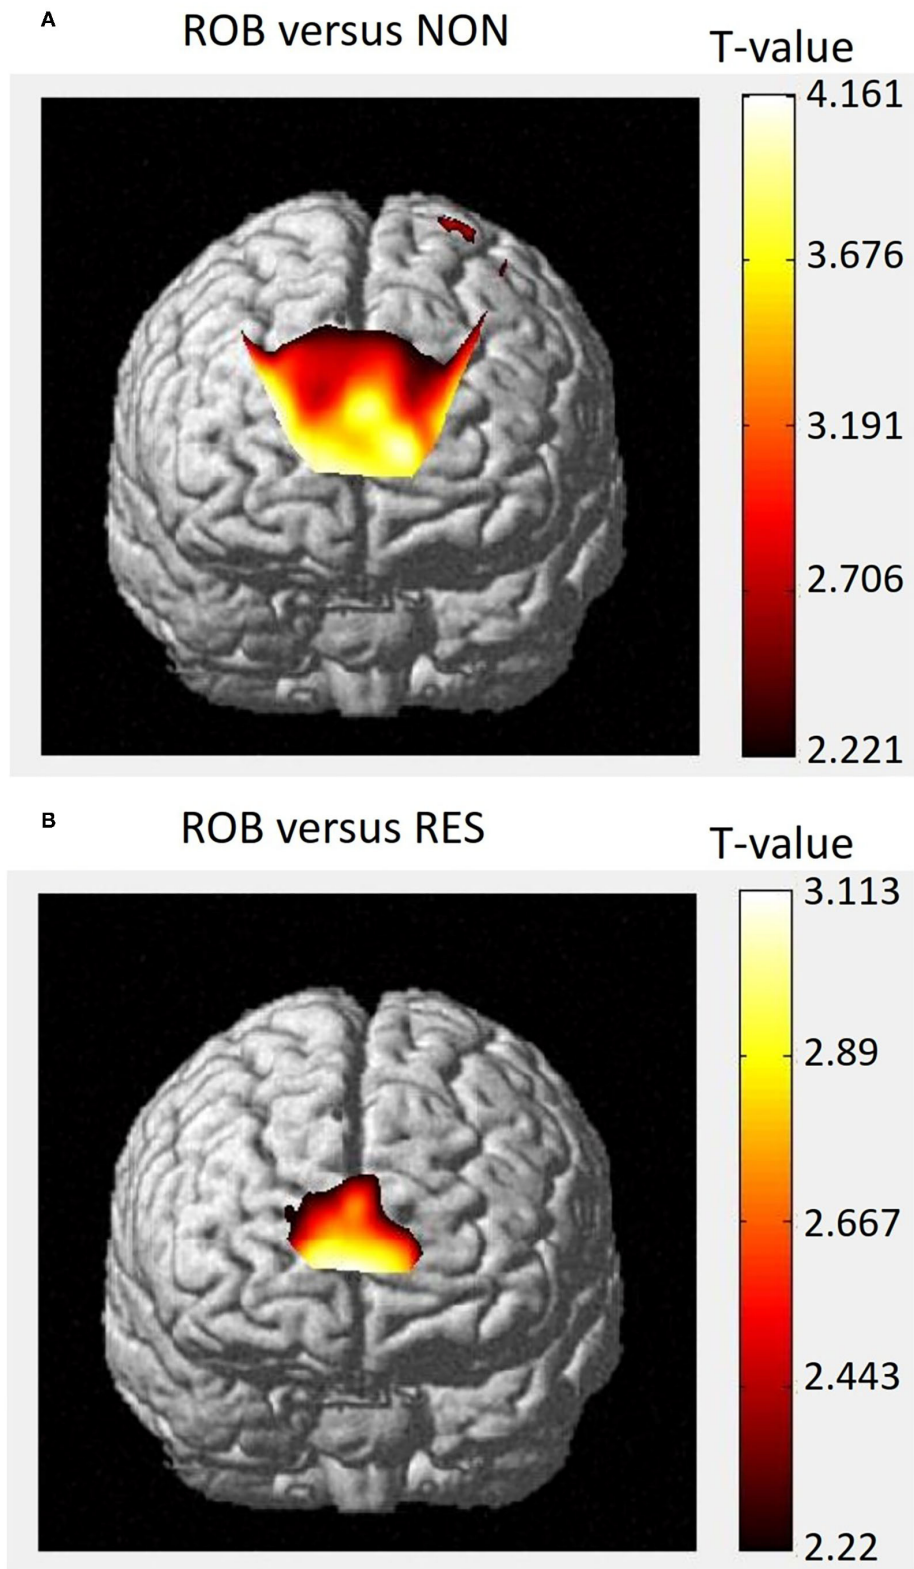 A
ROB versus NON
T-value
4.161
3.676
3.191
2.706
2.221
B
ROB versus RES
T-value
3.113
2.89
2.667
2.443
2.22